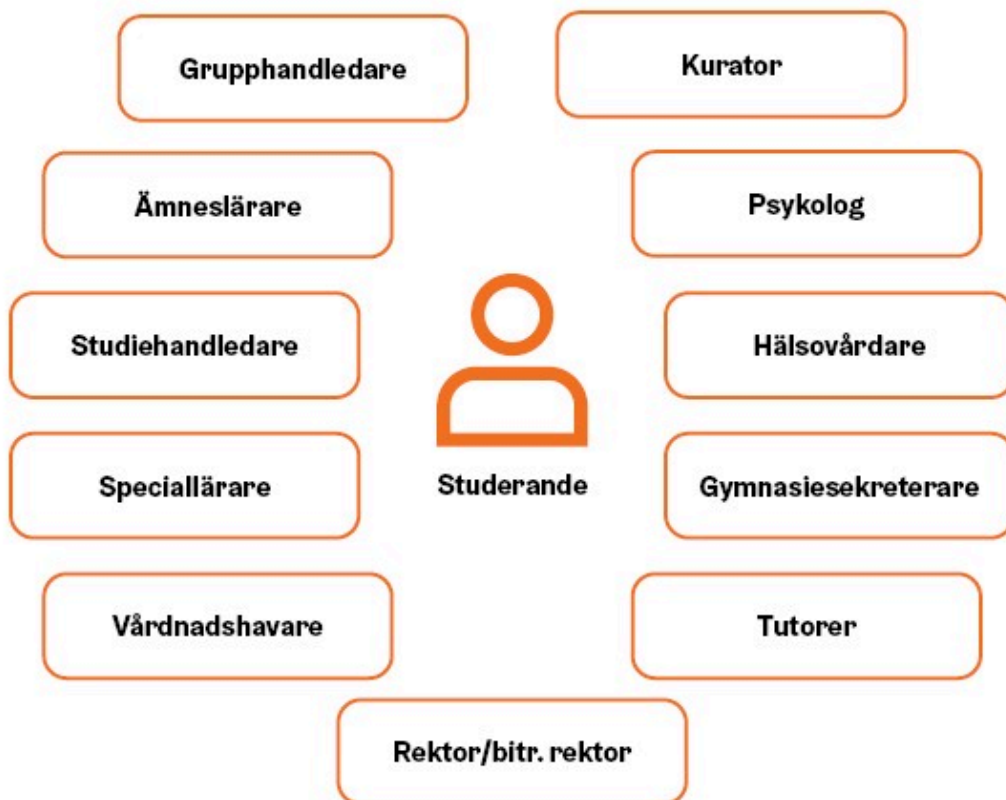 Grupphandledare
Kurator
Ämneslärare
Psykolog
Studiehandledare
Hälsovårdare
Speciallärare
Studerande
Gymnasiesekreterare
Vårdnadshavare
Tutorer
Rektor/bitr. rektor